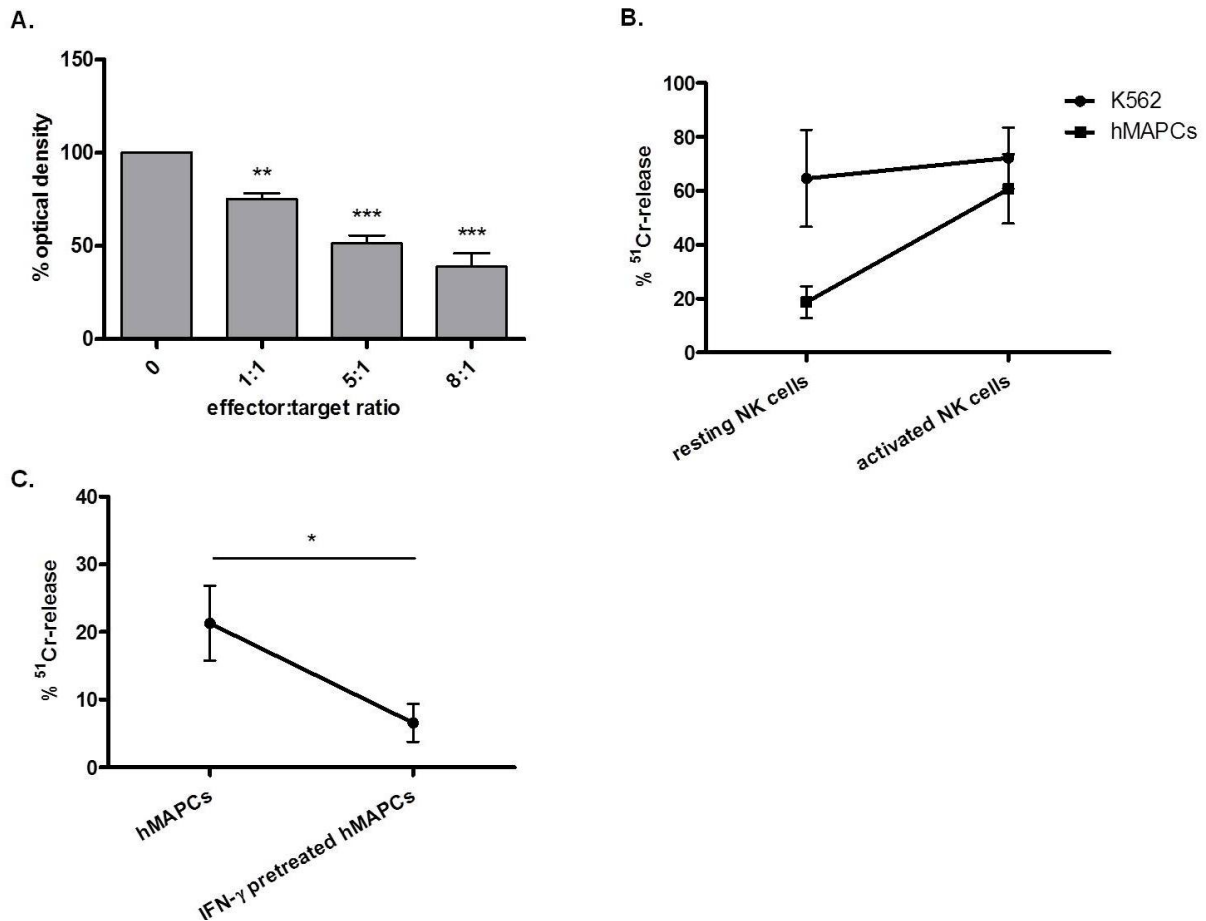 A.
150
100
50
0
% optical density
**
***
***
0
1:1
5:1
8:1
effector:target ratio
B.
100
80
60
40
20
0
% ⁵¹Cr-release
K562
hMAPCs
resting NK cells
activated NK cells
C.
40
30
20
10
0
% ⁵¹Cr-release
*
hMAPCs
IFN-γ pretreated hMAPCs